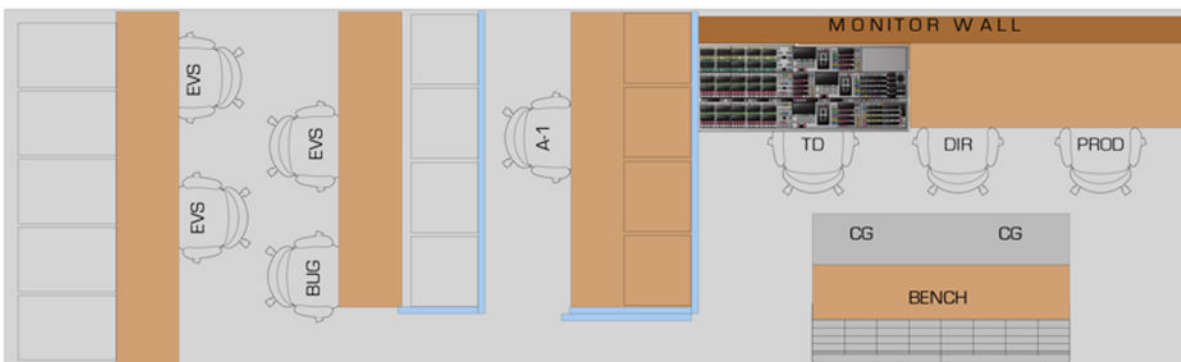 MONITOR WALL
EVS
EVS
EVS
BUG
A-1
TD
DIR
PROD
CG
CG
BENCH